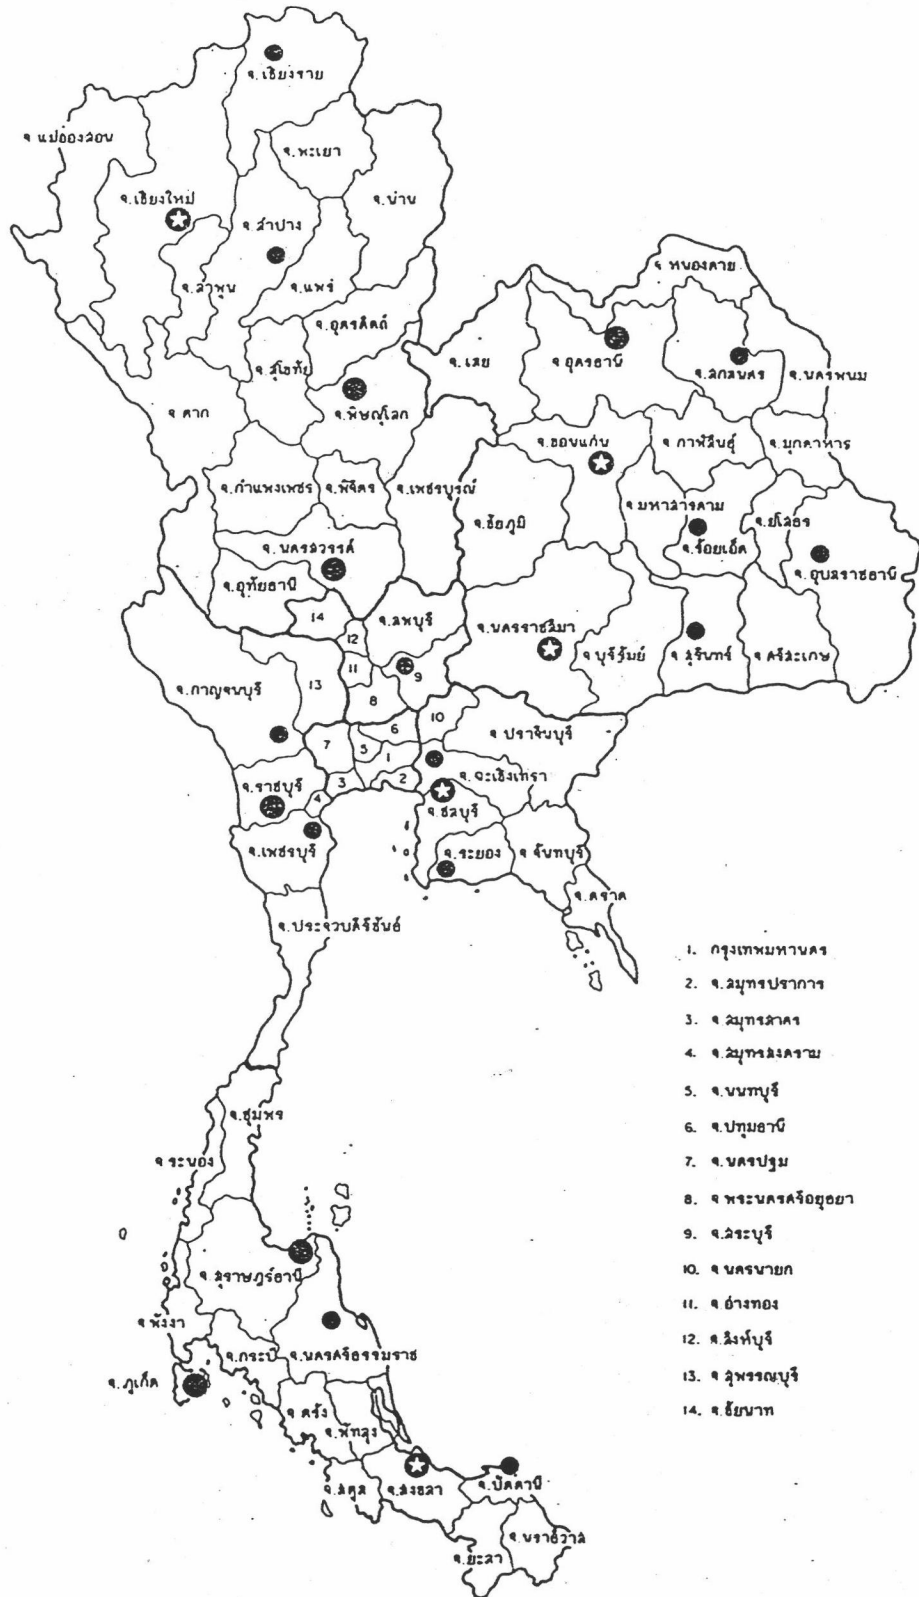 จ.เชียงราย
จ.แม่ฮ่องสอน
จ.พะเยา
จ.เชียงใหม่
จ.น่าน
จ.ลำปาง
จ.ลำพูน
จ.แพร่
จ.หนองคาย
จ.อุตรดิตถ์
จ.เลย
จ.อุดรธานี
จ.สกลนคร
จ.นครพนม
จ.สุโขทัย
จ.ตาก
จ.พิษณุโลก
จ.ขอนแก่น
จ.กาฬสินธุ์
จ.มุกดาหาร
จ.กำแพงเพชร
จ.พิจิตร
จ.เพชรบูรณ์
จ.ชัยภูมิ
จ.มหาสารคาม
จ.ยโสธร
จ.ร้อยเอ็ด
จ.นครสวรรค์
จ.อุบลราชธานี
จ.อุทัยธานี
14
จ.ลพบุรี
จ.นครราชสีมา
12
จ.บุรีรัมย์
จ.สุรินทร์
จ.ศรีสะเกษ
11
9
จ.กาญจนบุรี
13
8
10
6
จ.ปราจีนบุรี
7
5
1
จ.ฉะเชิงเทรา
2
3
จ.ราชบุรี
4
จ.ชลบุรี
จ.เพชรบุรี
จ.ระยอง
จ.จันทบุรี
จ.ตราด
จ.ประจวบคีรีขันธ์
1. กรุงเทพมหานคร
2. จ.สมุทรปราการ
3. จ.สมุทรสาคร
4. จ.สมุทรสงคราม
5. จ.นนทบุรี
6. จ.ปทุมธานี
7. จ.นครปฐม
8. จ.พระนครศรีอยุธยา
9. จ.สระบุรี
10. จ.นครนายก
11. จ.อ่างทอง
12. จ.สิงห์บุรี
13. จ.สุพรรณบุรี
14. จ.ชัยนาท
จ.ชุมพร
จ.ระนอง
จ.สุราษฎร์ธานี
จ.พังงา
จ.กระบี่
จ.นครศรีธรรมราช
จ.ภูเก็ต
จ.ตรัง
จ.พัทลุง
จ.สตูล
จ.สงขลา
จ.ปัตตานี
จ.ยะลา
จ.นราธิวาส